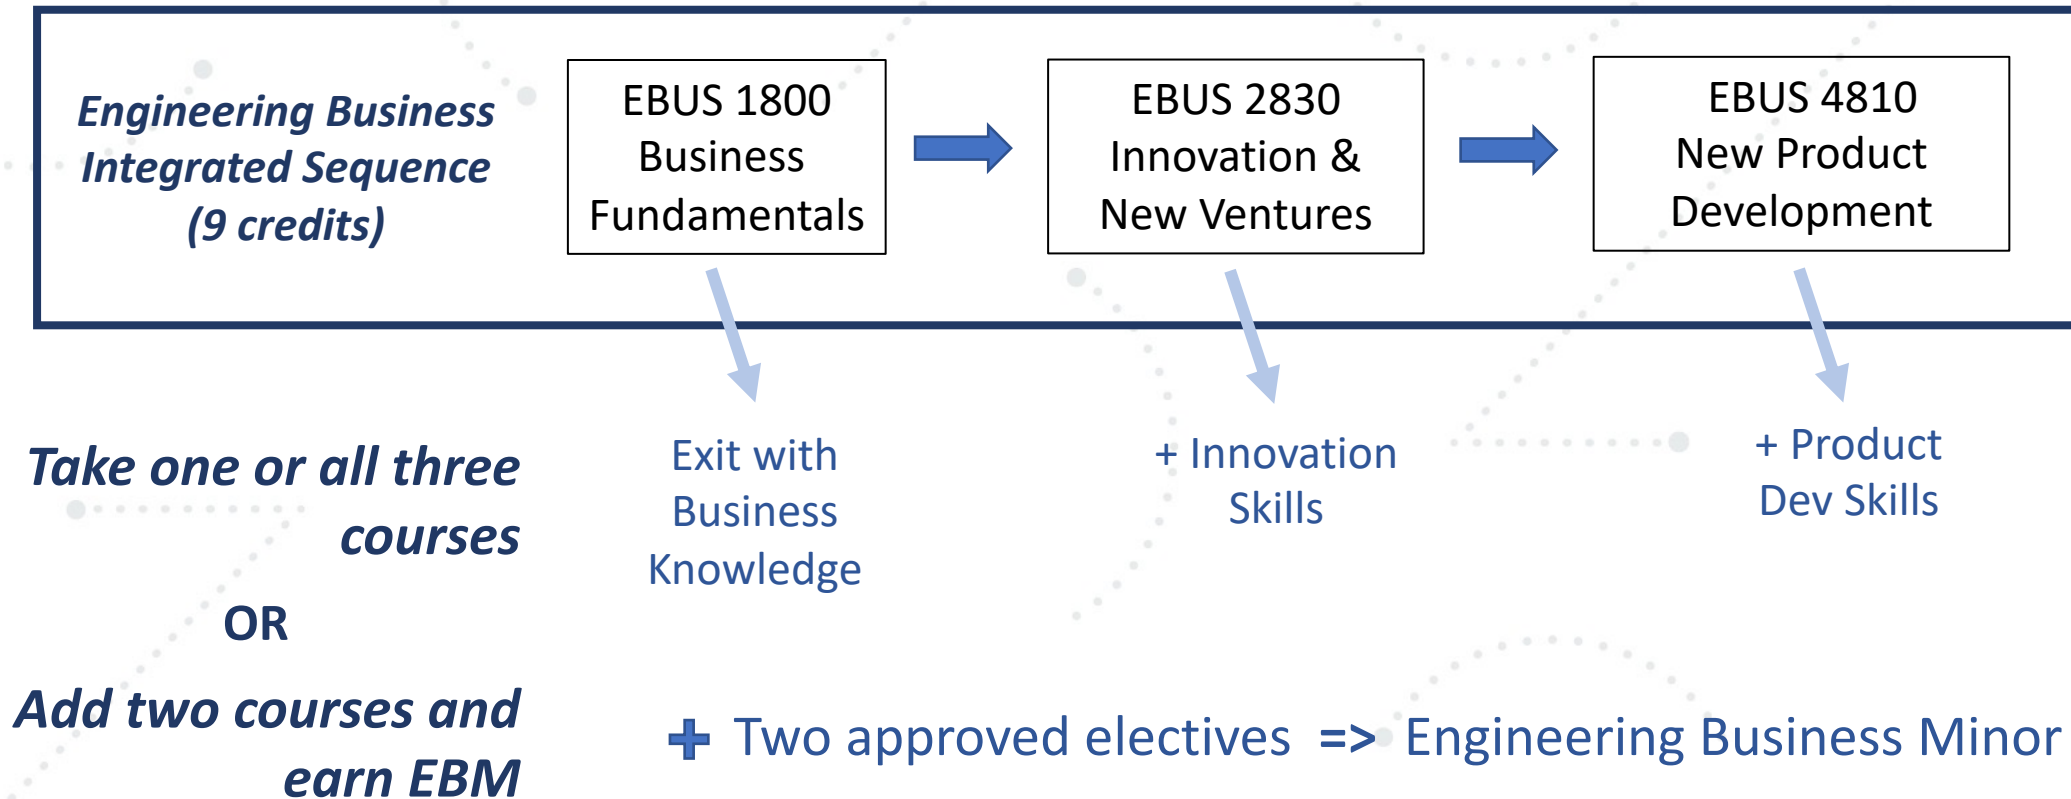 Engineering Business
Integrated Sequence
(9 credits)
EBUS 1800
Business
Fundamentals
EBUS 2830
Innovation &
New Ventures
EBUS 4810
New Product
Development
Take one or all three
courses
OR
Add two courses and
earn EBM
Exit with
Business
Knowledge
+ Innovation
Skills
+ Product
Dev Skills
+ Two approved electives => Engineering Business Minor